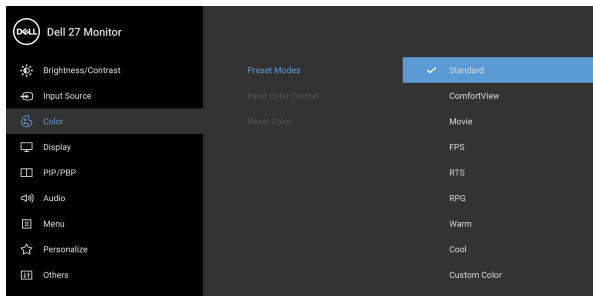 DELL
Dell 27 Monitor
Brightness/Contrast
Input Source
Color
Display
PIP/PBP
Audio
Menu
Personalize
Others
Preset Modes
Input Color Format
Reset Color
Standard
ComfortView
Movie
FPS
RTS
RPG
Warm
Cool
Custom Color